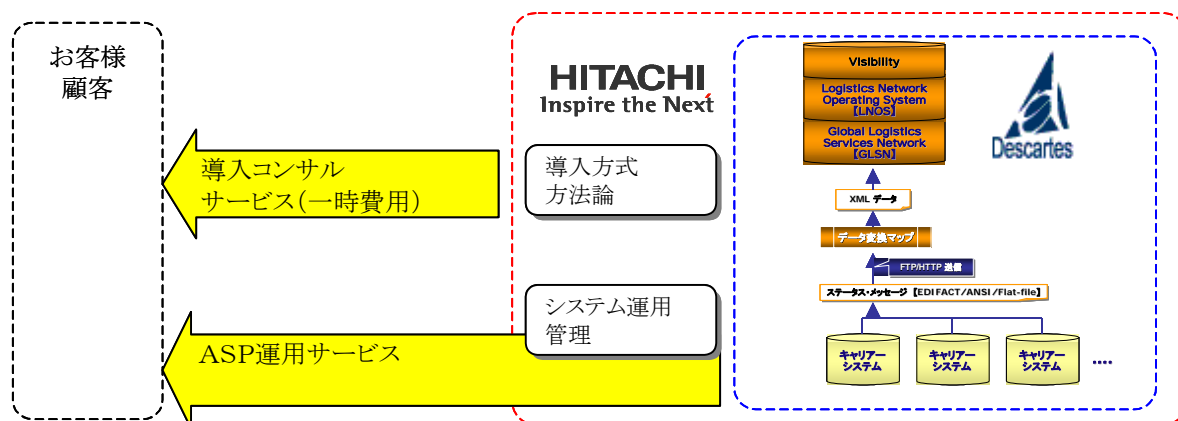 お客様
顧客
導入コンサル
サービス(一時費用)
ASP運用サービス
HITACHI
Inspire the Next
導入方式
方法論
システム運用
管理
Visibility
Logistics Network
Operating System
【LNOS】
Global Logistics
Services Network
【GLSN】
Descartes
XML データ
データ変換マップ
FTP/HTTP 送信
ステータス・メッセージ【EDIFACT/ANSI/Flat-file】
キャリアー
システム
キャリアー
システム
キャリアー
システム
....